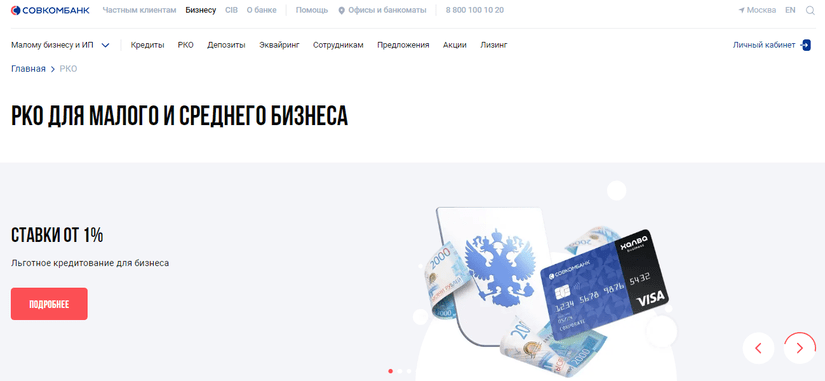 СОВКОМБАНК Частным клиентам Бизнесу CIB О банке Помощь Офисы и банкоматы 8 800 100 10 20 Москва EN
Малому бизнесу и ИП Кредиты РКО Депозиты Эквайринг Сотрудникам Предложения Акции Лизинг Личный кабинет
Главная > РКО
РКО ДЛЯ МАЛОГО И СРЕДНЕГО БИЗНЕСА
СТАВКИ ОТ 1%
Льготное кредитование для бизнеса
ПОДРОБНЕЕ
2000
ХАЛВА
СОВКОМБАНК
1234 5678 9876 5432
VISA
2000